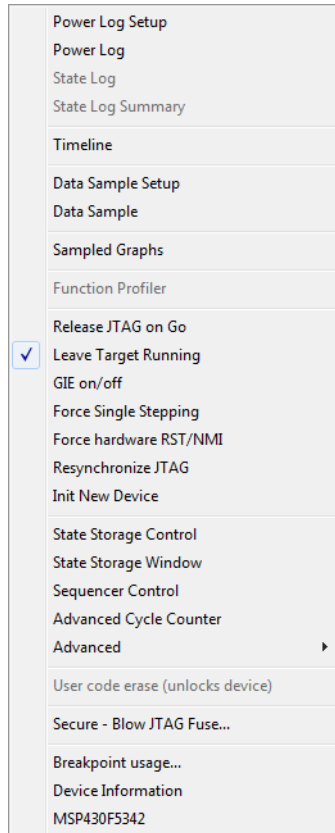 Power Log Setup
Power Log
State Log
State Log Summary
Timeline
Data Sample Setup
Data Sample
Sampled Graphs
Function Profiler
Release JTAG on Go
Leave Target Running
GIE on/off
Force Single Stepping
Force hardware RST/NMI
Resynchronize JTAG
Init New Device
State Storage Control
State Storage Window
Sequencer Control
Advanced Cycle Counter
Advanced
User code erase (unlocks device)
Secure - Blow JTAG Fuse...
Breakpoint usage...
Device Information
MSP430F5342